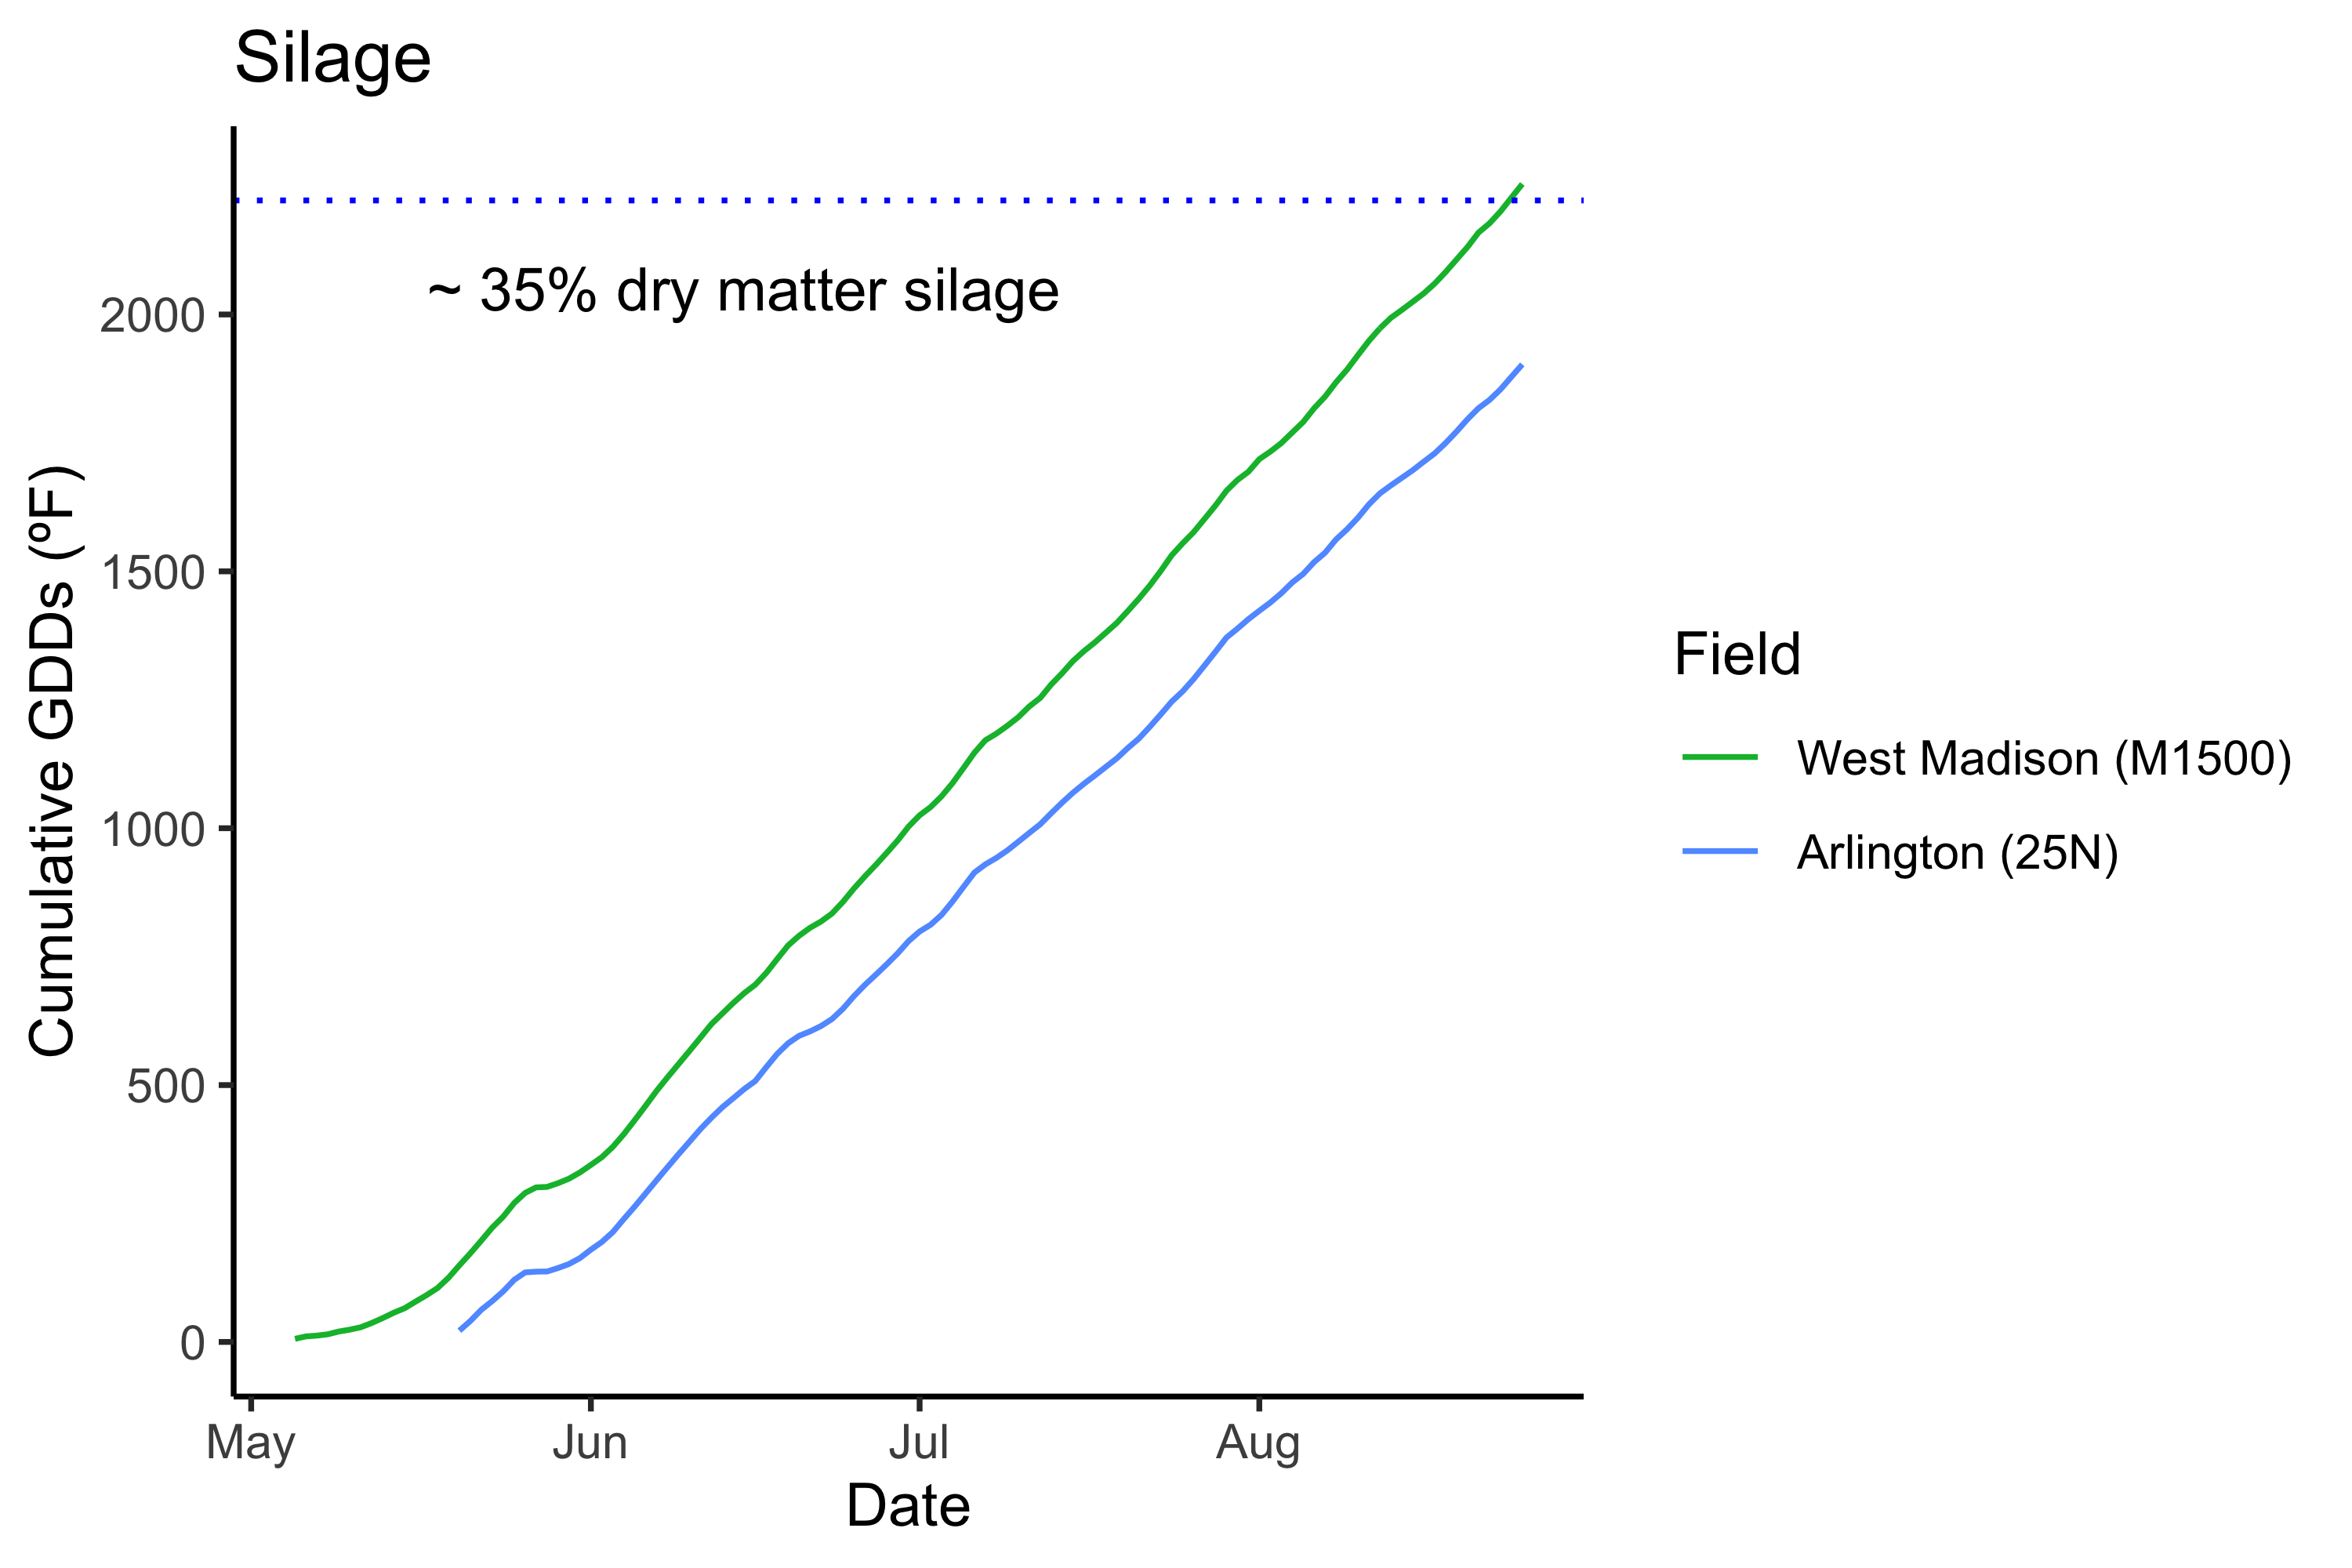 Silage
~ 35% dry matter silage
Cumulative GDDs (ºF)
2000
1500
1000
500
0
May
Jun
Jul
Aug
Date
Field
West Madison (M1500)
Arlington (25N)